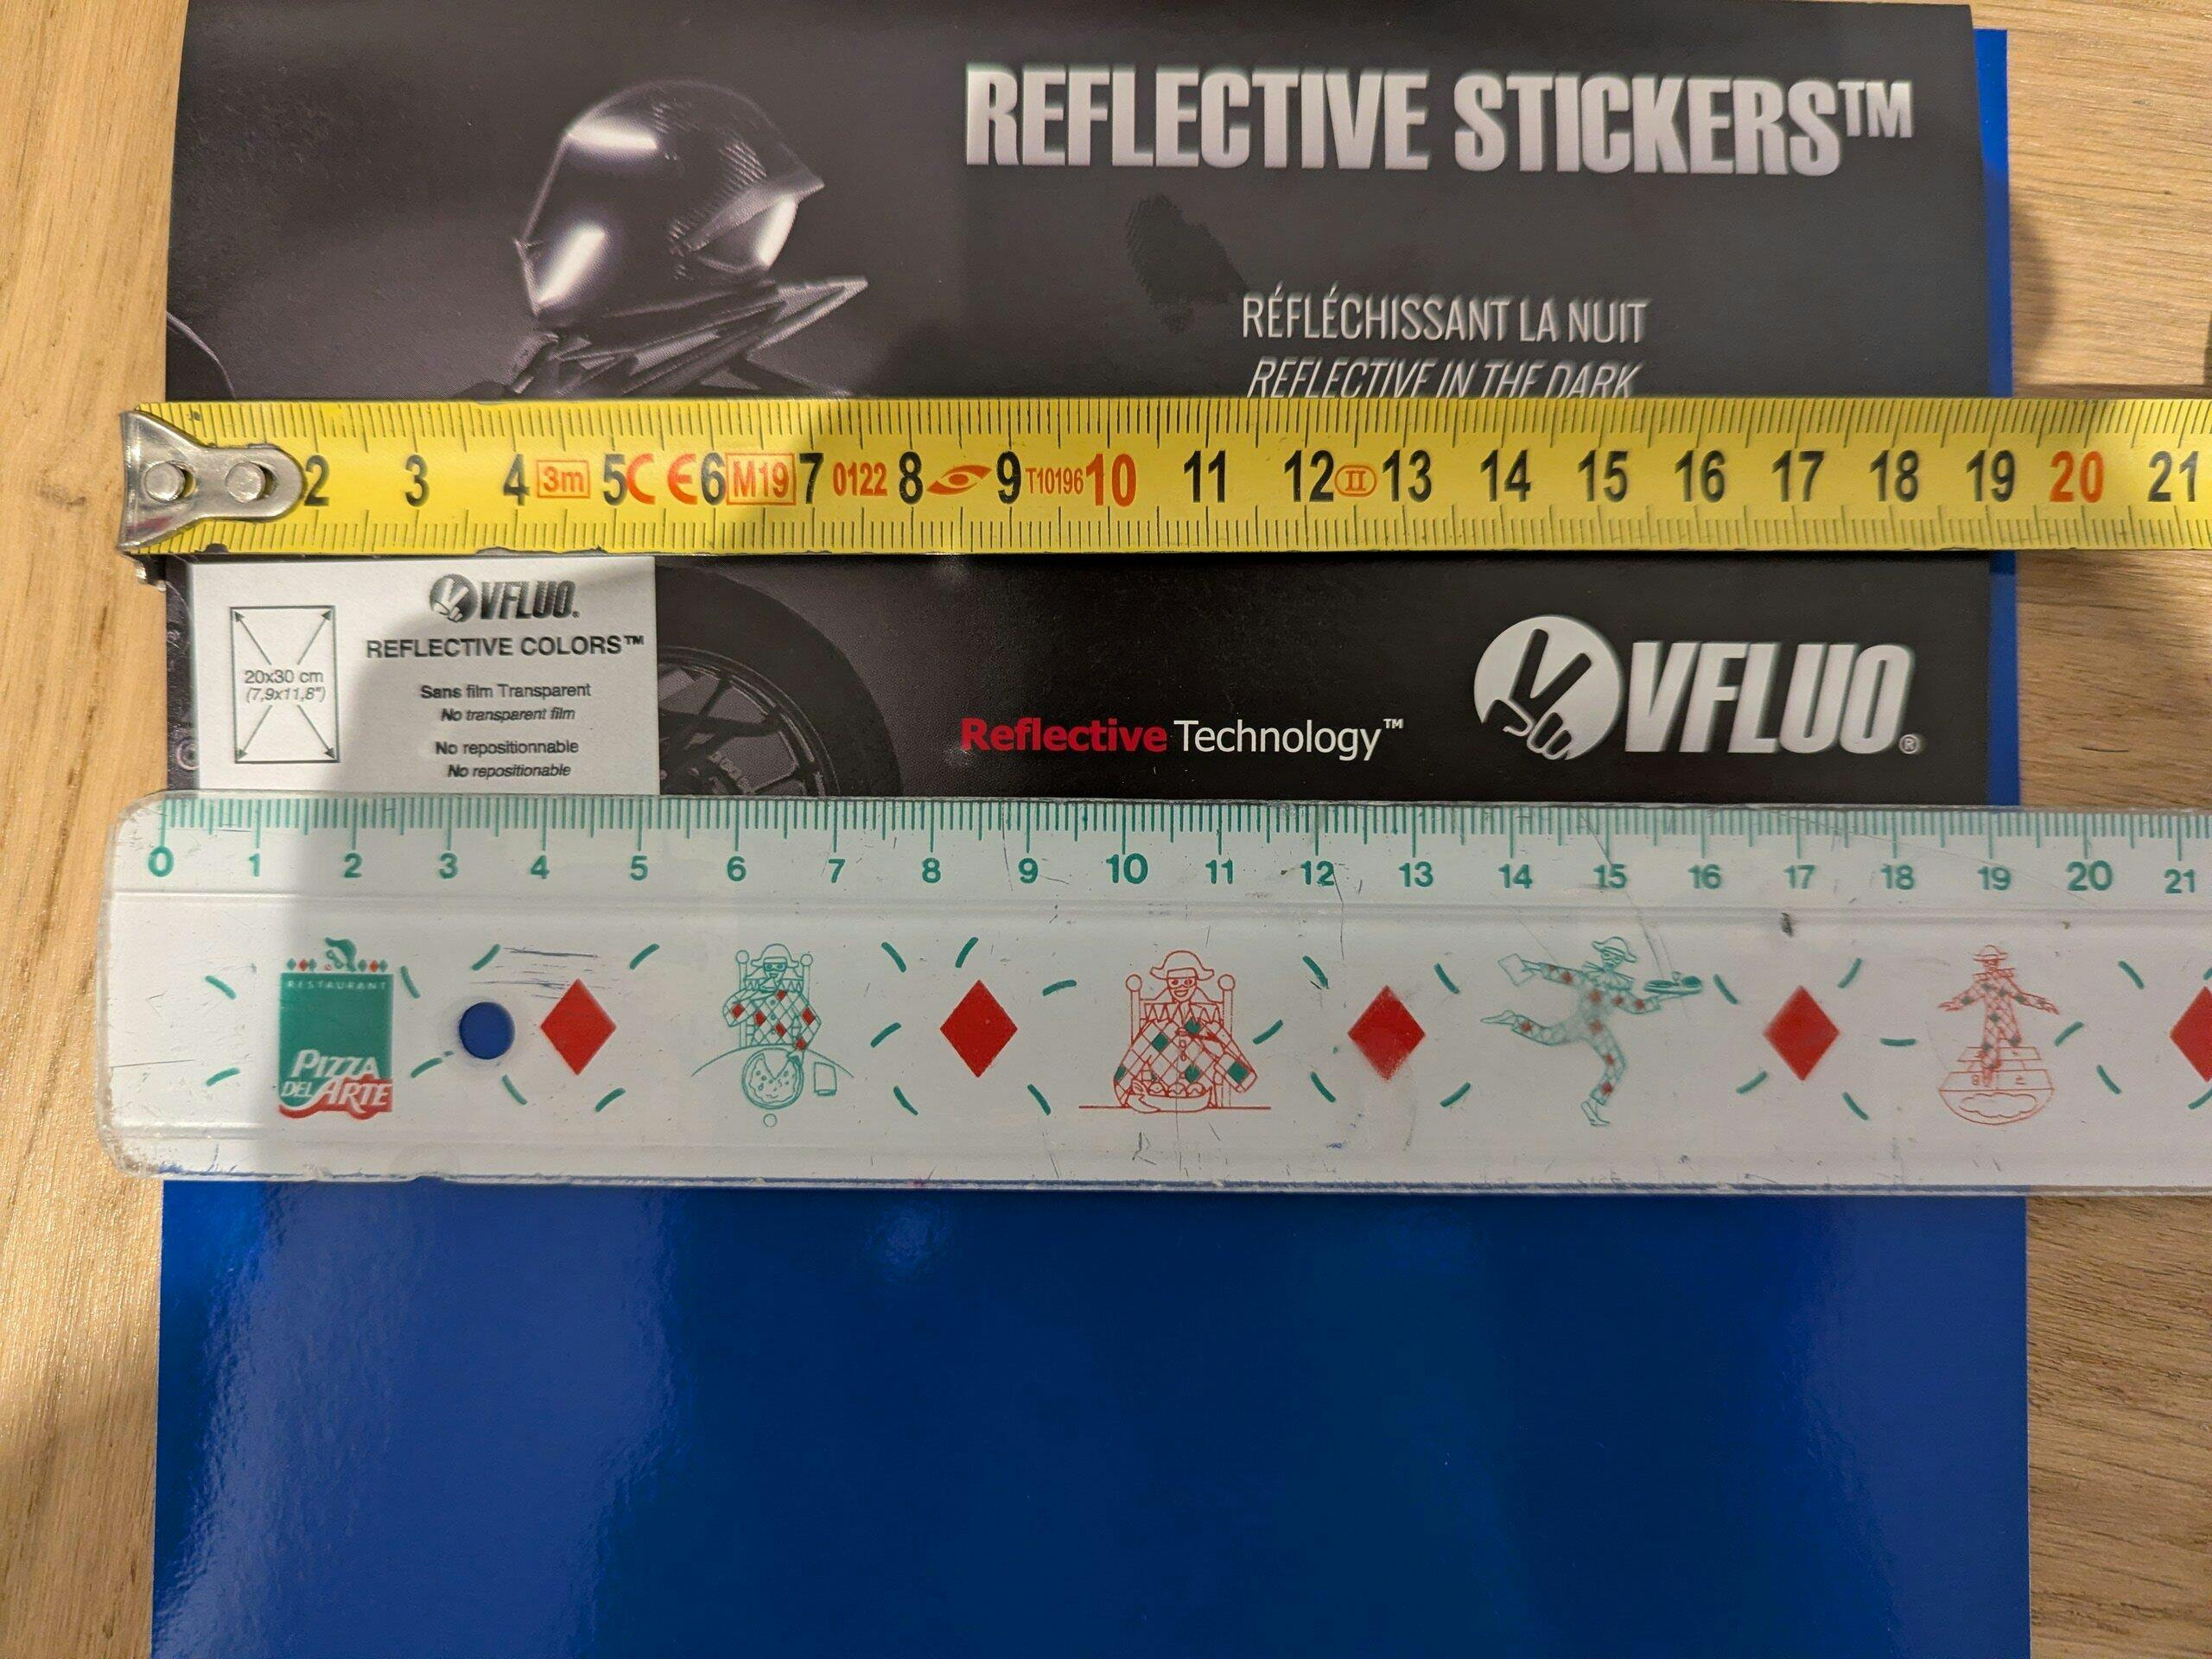 REFLECTIVE STICKERS™
RÉFLÉCHISSANT LA NUIT
REFLECTIVE IN THE DARK
2 3 4 3m 5 CE 6 M19 7 0122 8 9 T10196 10 11 12 II 13 14 15 16 17 18 19 20 21
VFLUO®
REFLECTIVE COLORS™
20x30 cm
(7,9x11,8")
Sans film Transparent
No transparent film
No repositionnable
No repositionable
Reflective Technology™
VFLUO®
0 1 2 3 4 5 6 7 8 9 10 11 12 13 14 15 16 17 18 19 20 21
RESTAURANT
PIZZA
DEL ARTE